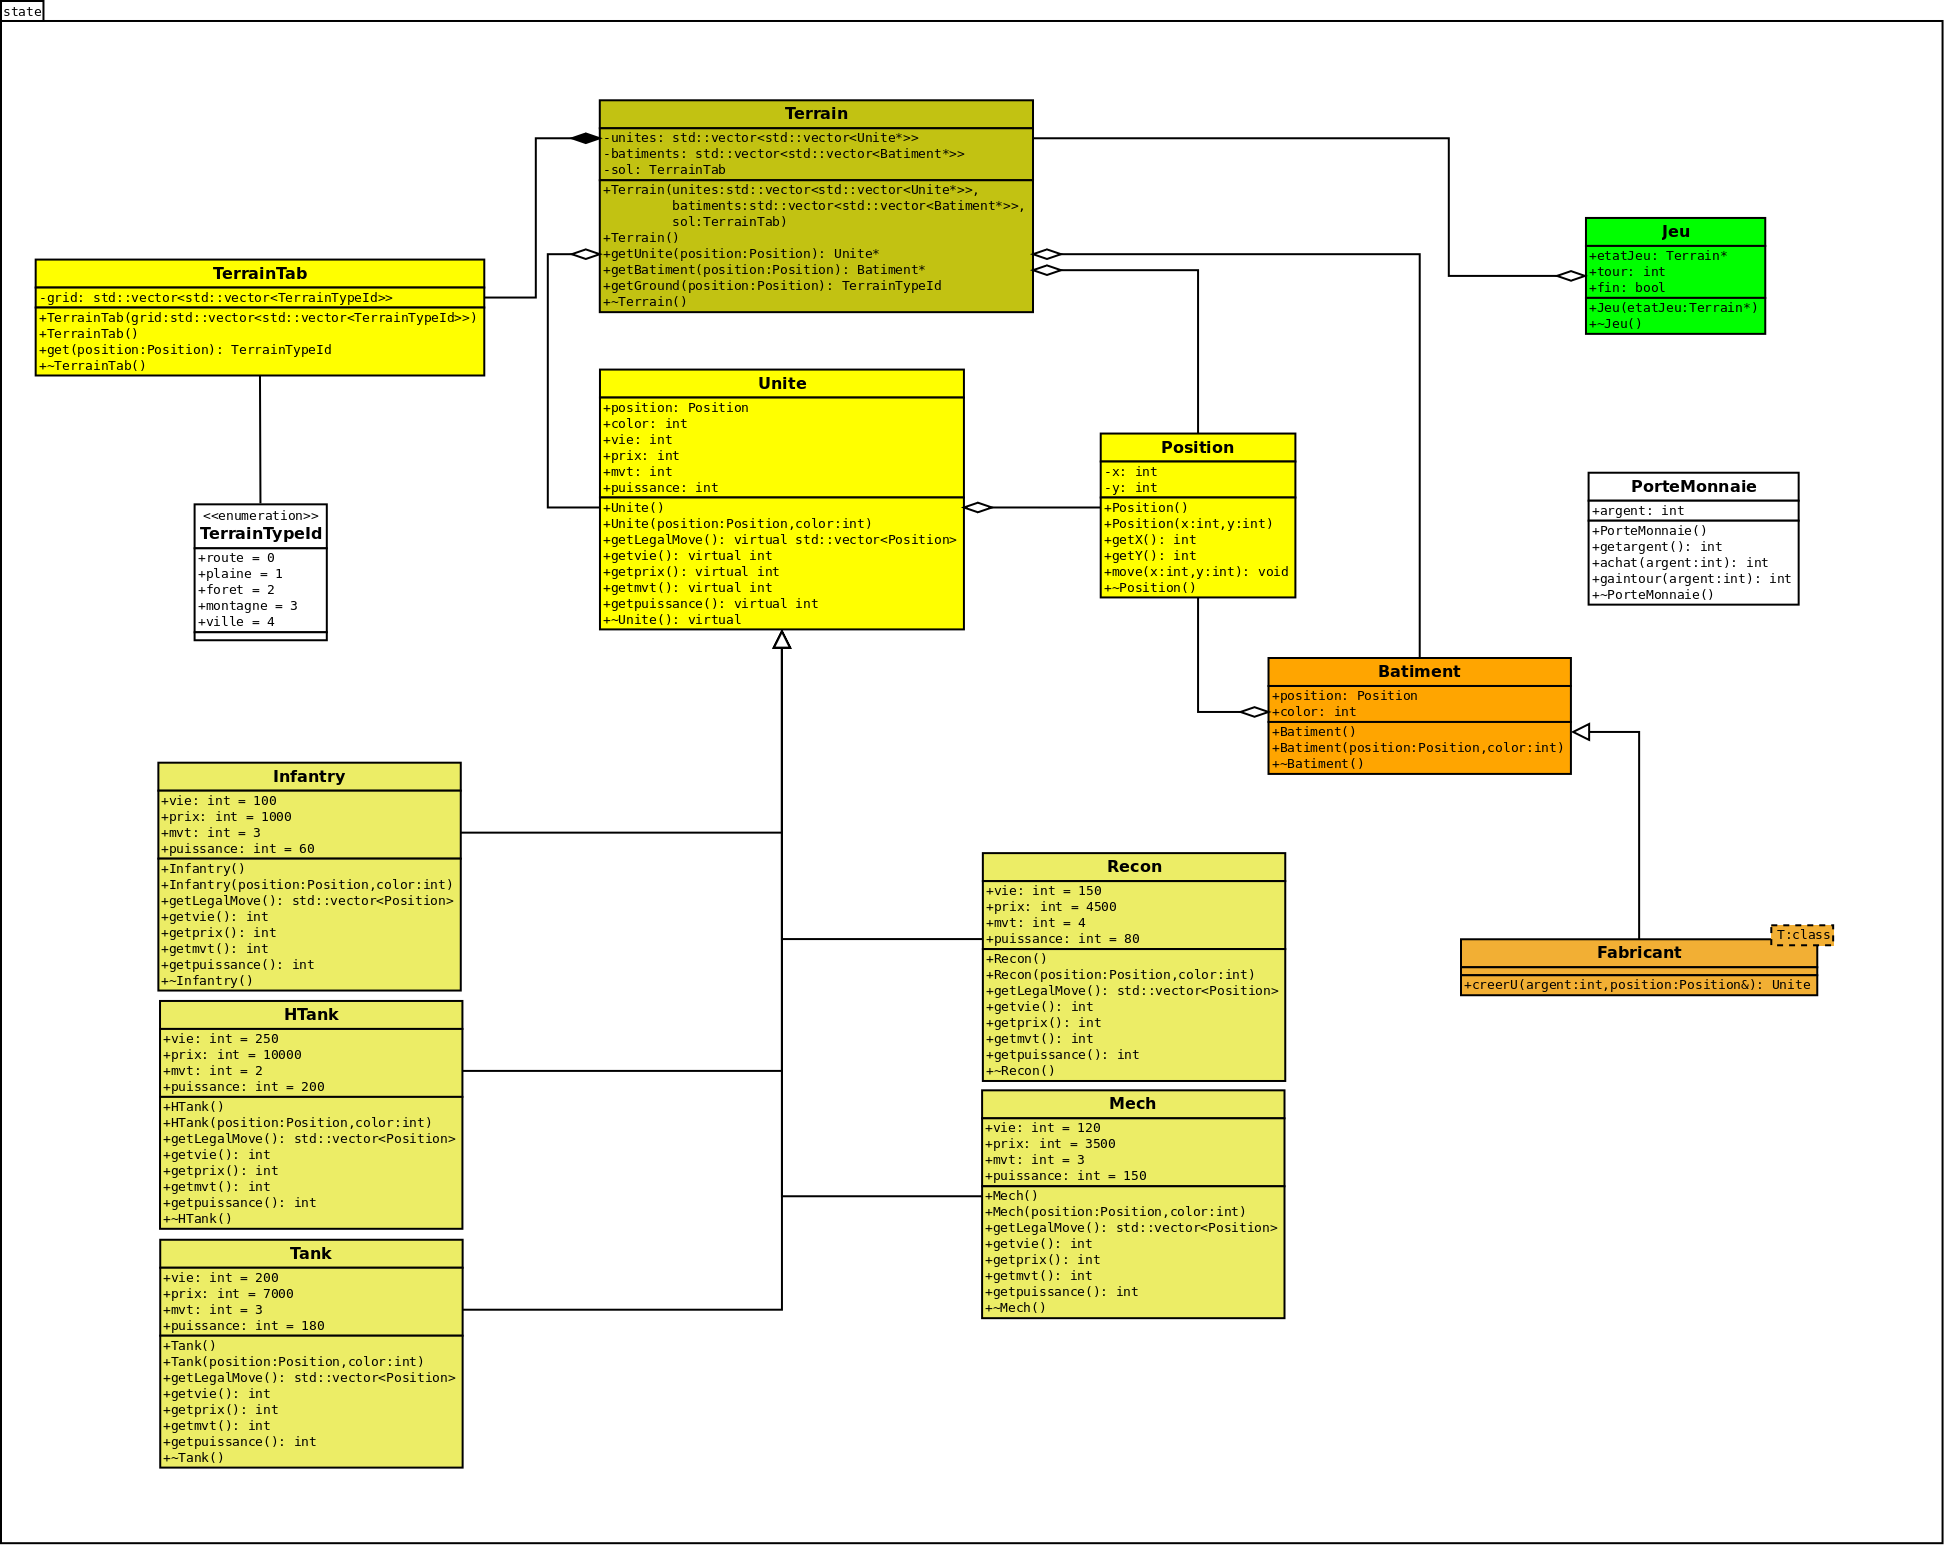 state
Terrain
-unites: std::vector<std::vector<Unite*>>
-batiments: std::vector<std::vector<Batiment*>>
-sol: TerrainTab
+Terrain(unites:std::vector<std::vector<Unite*>>,
batiments:std::vector<std::vector<Batiment*>>,
sol:TerrainTab)
+Terrain()
+getUnite(position:Position): Unite*
+getBatiment(position:Position): Batiment*
+getGround(position:Position): TerrainTypeId
+~Terrain()
Jeu
+etatJeu: Terrain*
+tour: int
+fin: bool
+Jeu(etatJeu:Terrain*)
+~Jeu()
TerrainTab
-grid: std::vector<std::vector<TerrainTypeId>>
+TerrainTab(grid:std::vector<std::vector<TerrainTypeId>>)
+TerrainTab()
+get(position:Position): TerrainTypeId
+~TerrainTab()
Unite
+position: Position
+color: int
+vie: int
+prix: int
+mvt: int
+puissance: int
+Unite()
+Unite(position:Position,color:int)
+getLegalMove(): virtual std::vector<Position>
+getvie(): virtual int
+getprix(): virtual int
+getmvt(): virtual int
+getpuissance(): virtual int
+~Unite(): virtual
Position
-x: int
-y: int
+Position()
+Position(x:int,y:int)
+getX(): int
+getY(): int
+move(x:int,y:int): void
+~Position()
PorteMonnaie
+argent: int
+PorteMonnaie()
+getargent(): int
+achat(argent:int): int
+gaintour(argent:int): int
+~PorteMonnaie()
<<enumeration>>
TerrainTypeId
+route = 0
+plaine = 1
+foret = 2
+montagne = 3
+ville = 4
Batiment
+position: Position
+color: int
+Batiment()
+Batiment(position:Position,color:int)
+~Batiment()
Infantry
+vie: int = 100
+prix: int = 1000
+mvt: int = 3
+puissance: int = 60
+Infantry()
+Infantry(position:Position,color:int)
+getLegalMove(): std::vector<Position>
+getvie(): int
+getprix(): int
+getmvt(): int
+getpuissance(): int
+~Infantry()
Recon
+vie: int = 150
+prix: int = 4500
+mvt: int = 4
+puissance: int = 80
+Recon()
+Recon(position:Position,color:int)
+getLegalMove(): std::vector<Position>
+getvie(): int
+getprix(): int
+getmvt(): int
+getpuissance(): int
+~Recon()
T:class
Fabricant
+creerU(argent:int,position:Position&): Unite
HTank
+vie: int = 250
+prix: int = 10000
+mvt: int = 2
+puissance: int = 200
+HTank()
+HTank(position:Position,color:int)
+getLegalMove(): std::vector<Position>
+getvie(): int
+getprix(): int
+getmvt(): int
+getpuissance(): int
+~HTank()
Mech
+vie: int = 120
+prix: int = 3500
+mvt: int = 3
+puissance: int = 150
+Mech()
+Mech(position:Position,color:int)
+getLegalMove(): std::vector<Position>
+getvie(): int
+getprix(): int
+getmvt(): int
+getpuissance(): int
+~Mech()
Tank
+vie: int = 200
+prix: int = 7000
+mvt: int = 3
+puissance: int = 180
+Tank()
+Tank(position:Position,color:int)
+getLegalMove(): std::vector<Position>
+getvie(): int
+getprix(): int
+getmvt(): int
+getpuissance(): int
+~Tank()